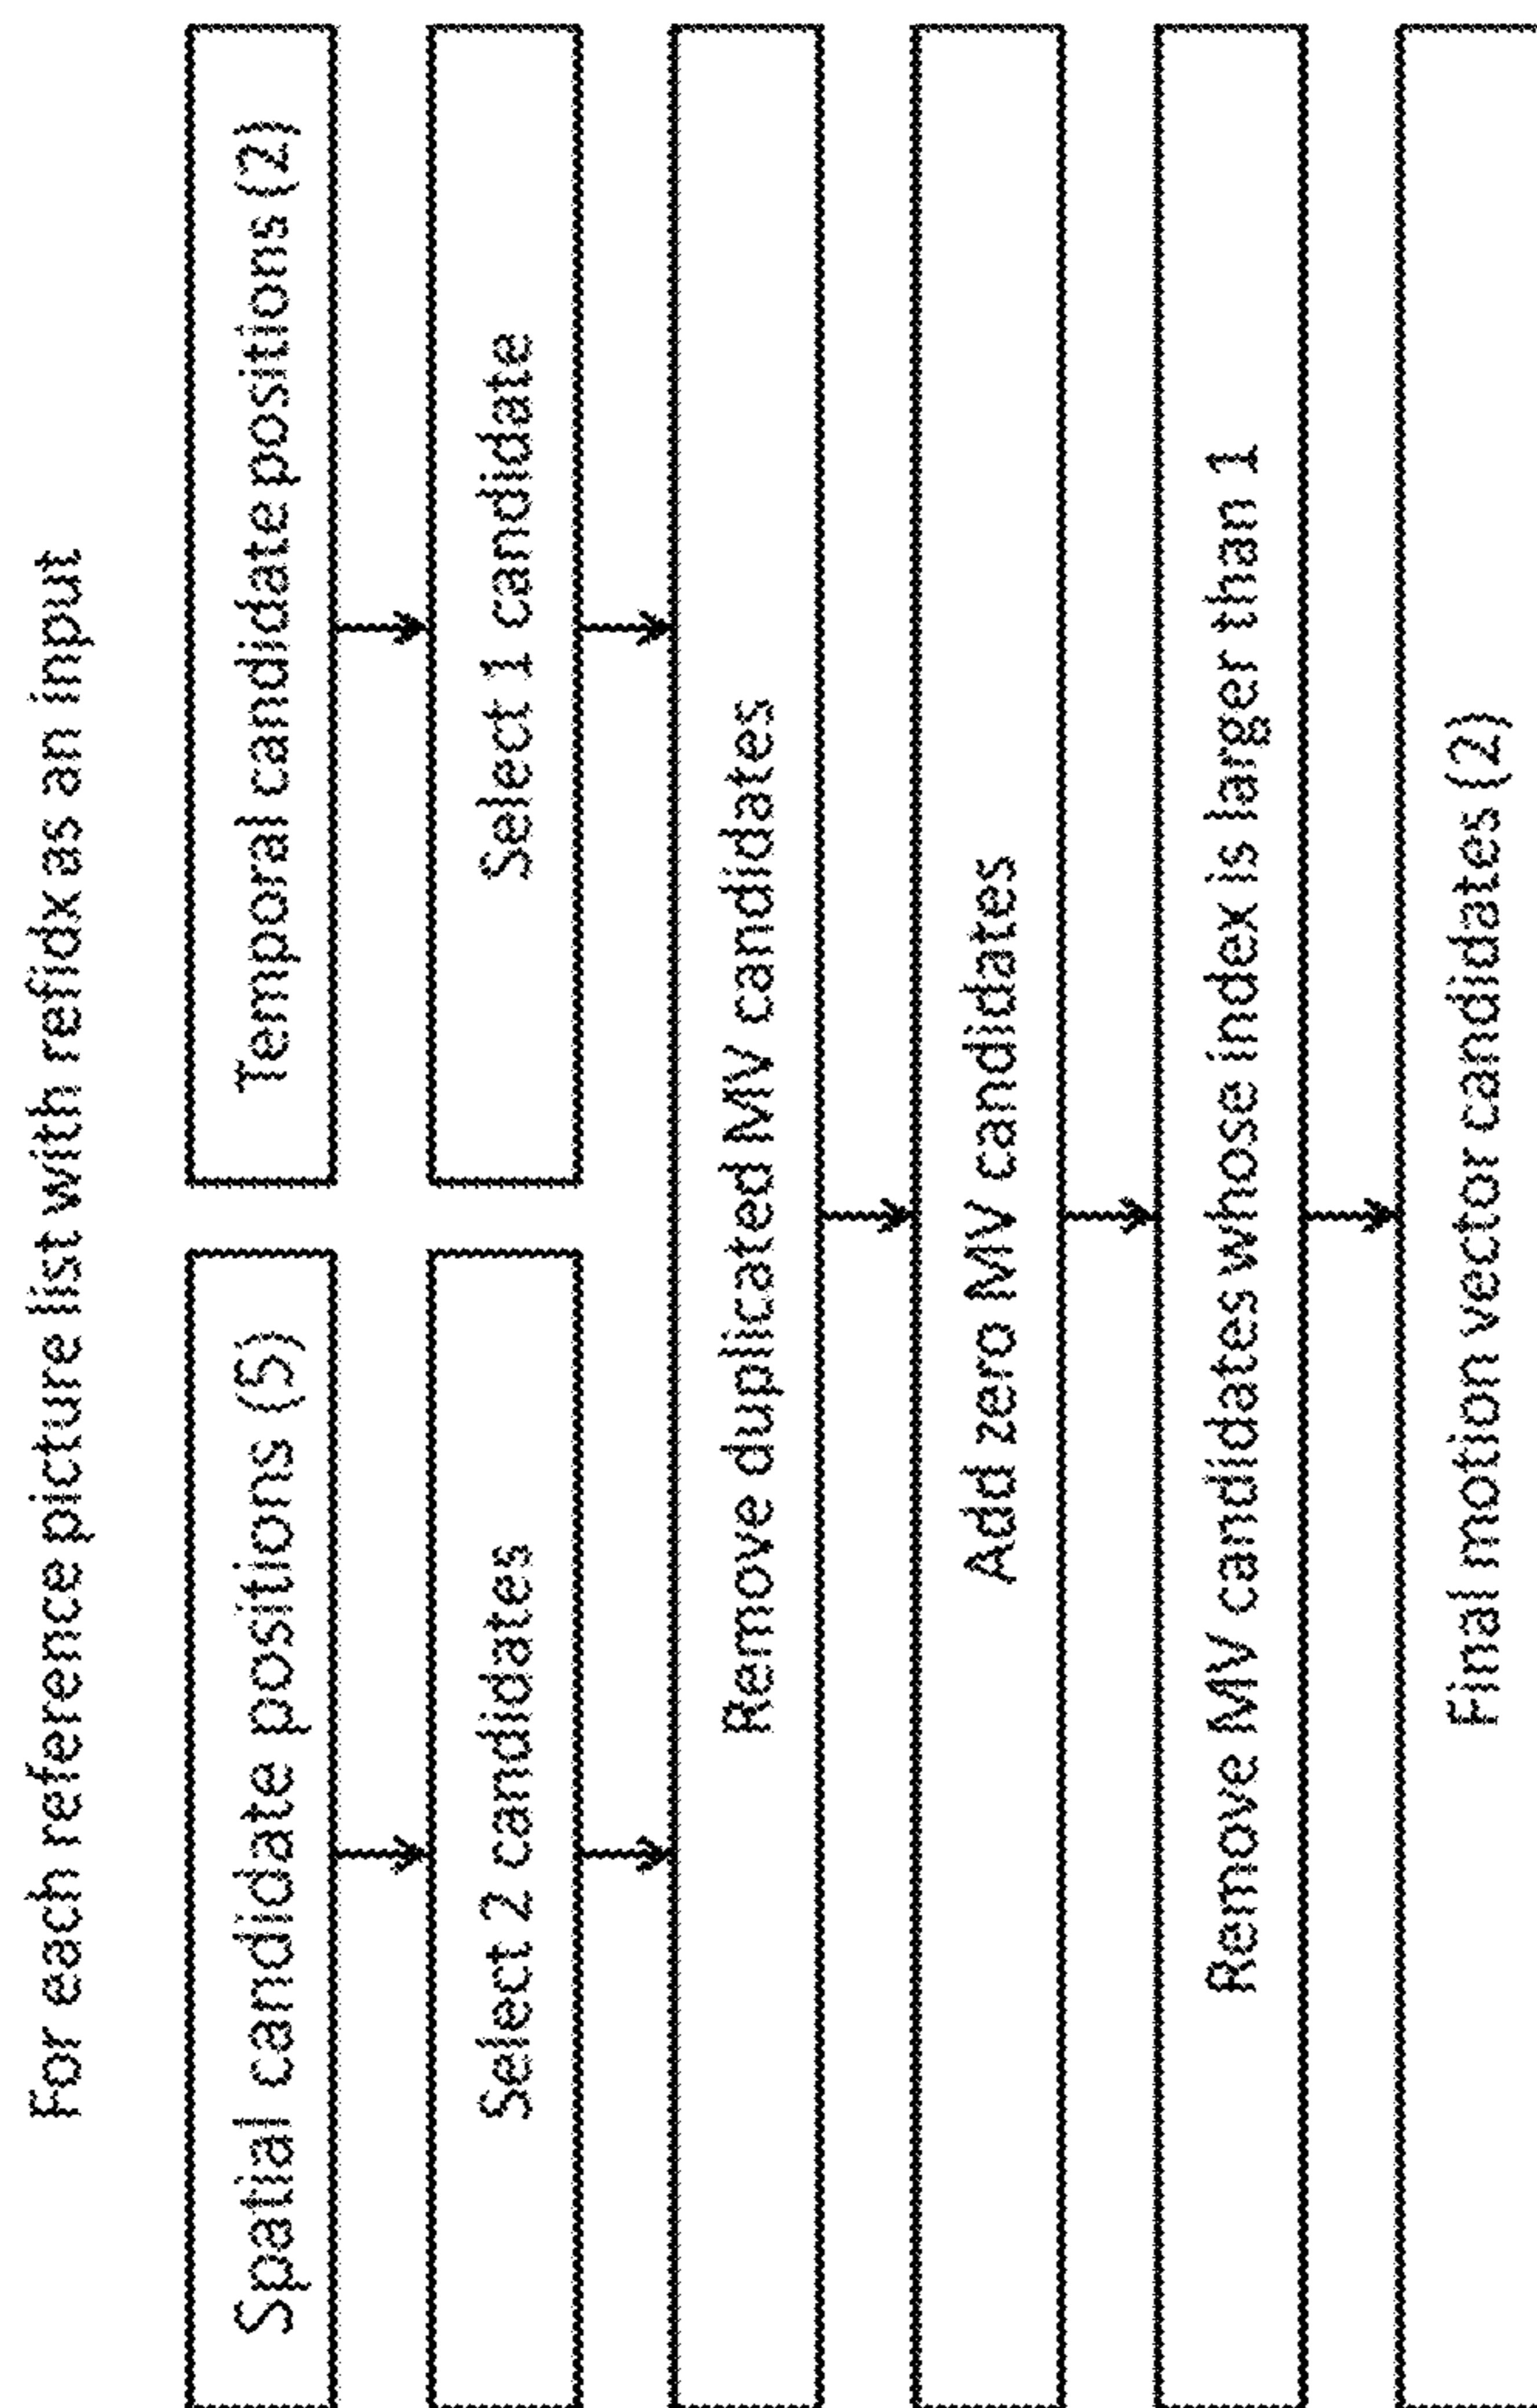 For each reference picture list with refidx as an input
Spatial candidate positions (5)
Temporal candidate positions (2)
Select 2 candidates
Select 1 candidate
Remove duplicated MV candidates
Add zero MV candidates
Remove MV candidates whose index is larger than 1
Final motion vector candidates (2)